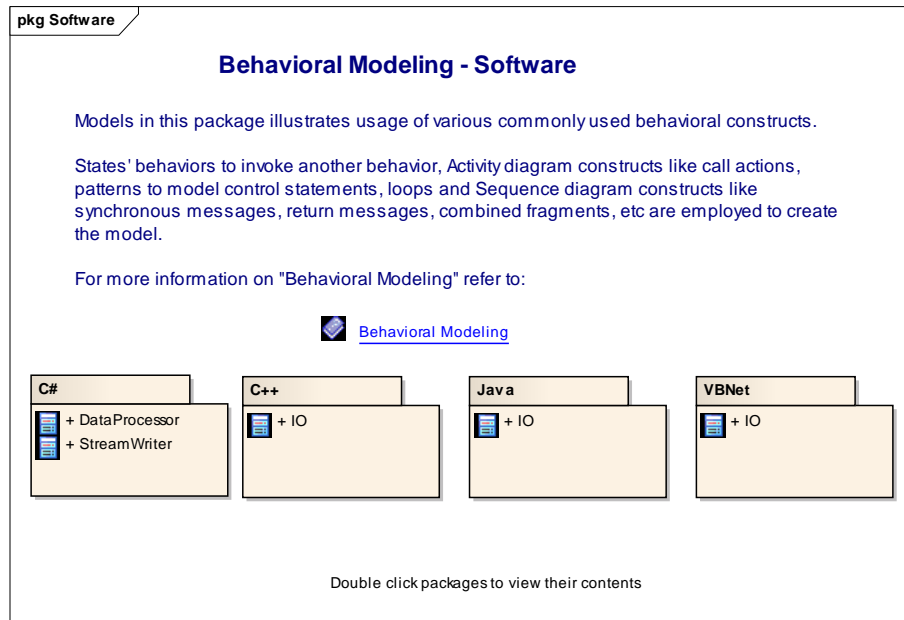 pkg Software
Behavioral Modeling - Software
Models in this package illustrates usage of various commonly used behavioral constructs.
States' behaviors to invoke another behavior, Activity diagram constructs like call actions,
patterns to model control statements, loops and Sequence diagram constructs like
synchronous messages, return messages, combined fragments, etc are employed to create
the model.
For more information on "Behavioral Modeling" refer to:
Behavioral Modeling
C#
+ DataProcessor
+ StreamWriter
C++
+ IO
Java
+ IO
VBNet
+ IO
Double click packages to view their contents